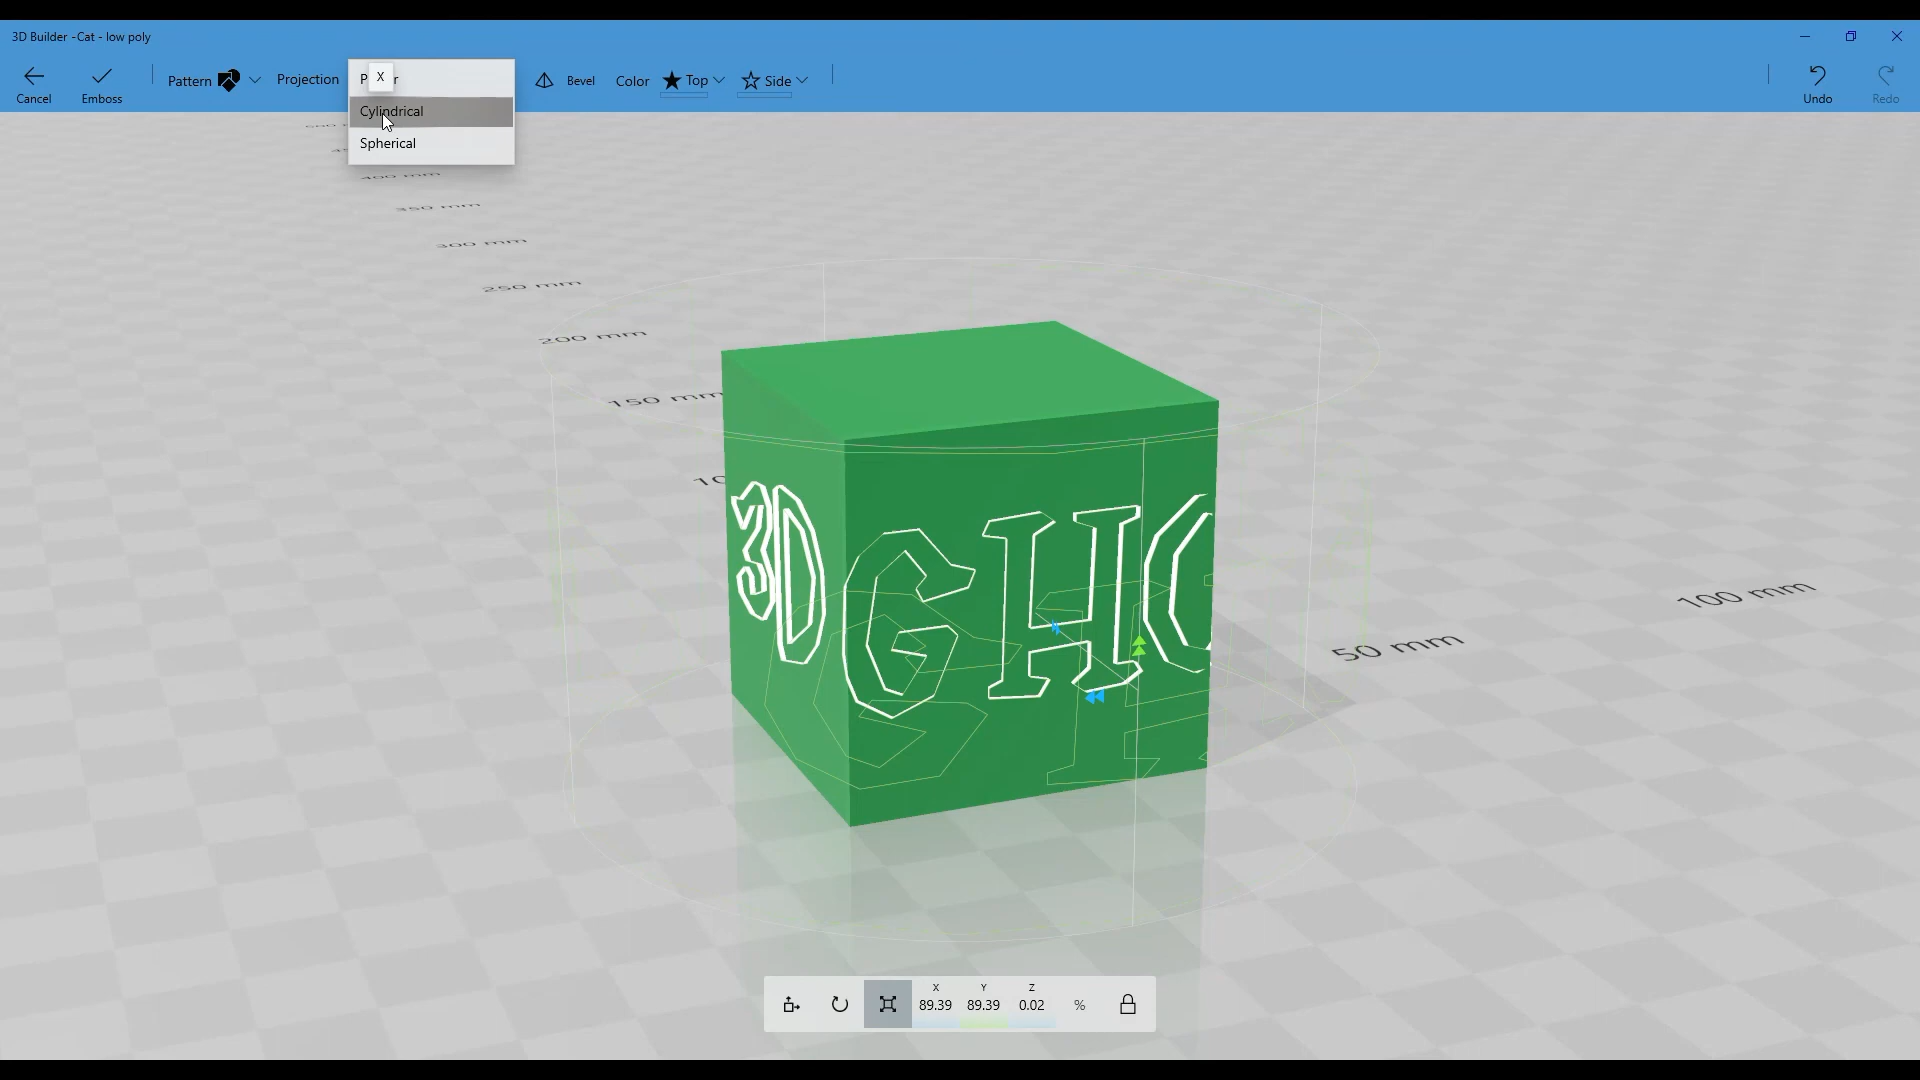 3D Builder - Cat - low poly
Cancel
Emboss
Pattern
Projection
X
Cylindrical
Spherical
Bevel
Color
Top
Side
Undo
Redo
400 mm
350 mm
300 mm
250 mm
200 mm
150 mm
100 mm
50 mm
3D GHO
X Y Z
89.39 89.39 0.02 %